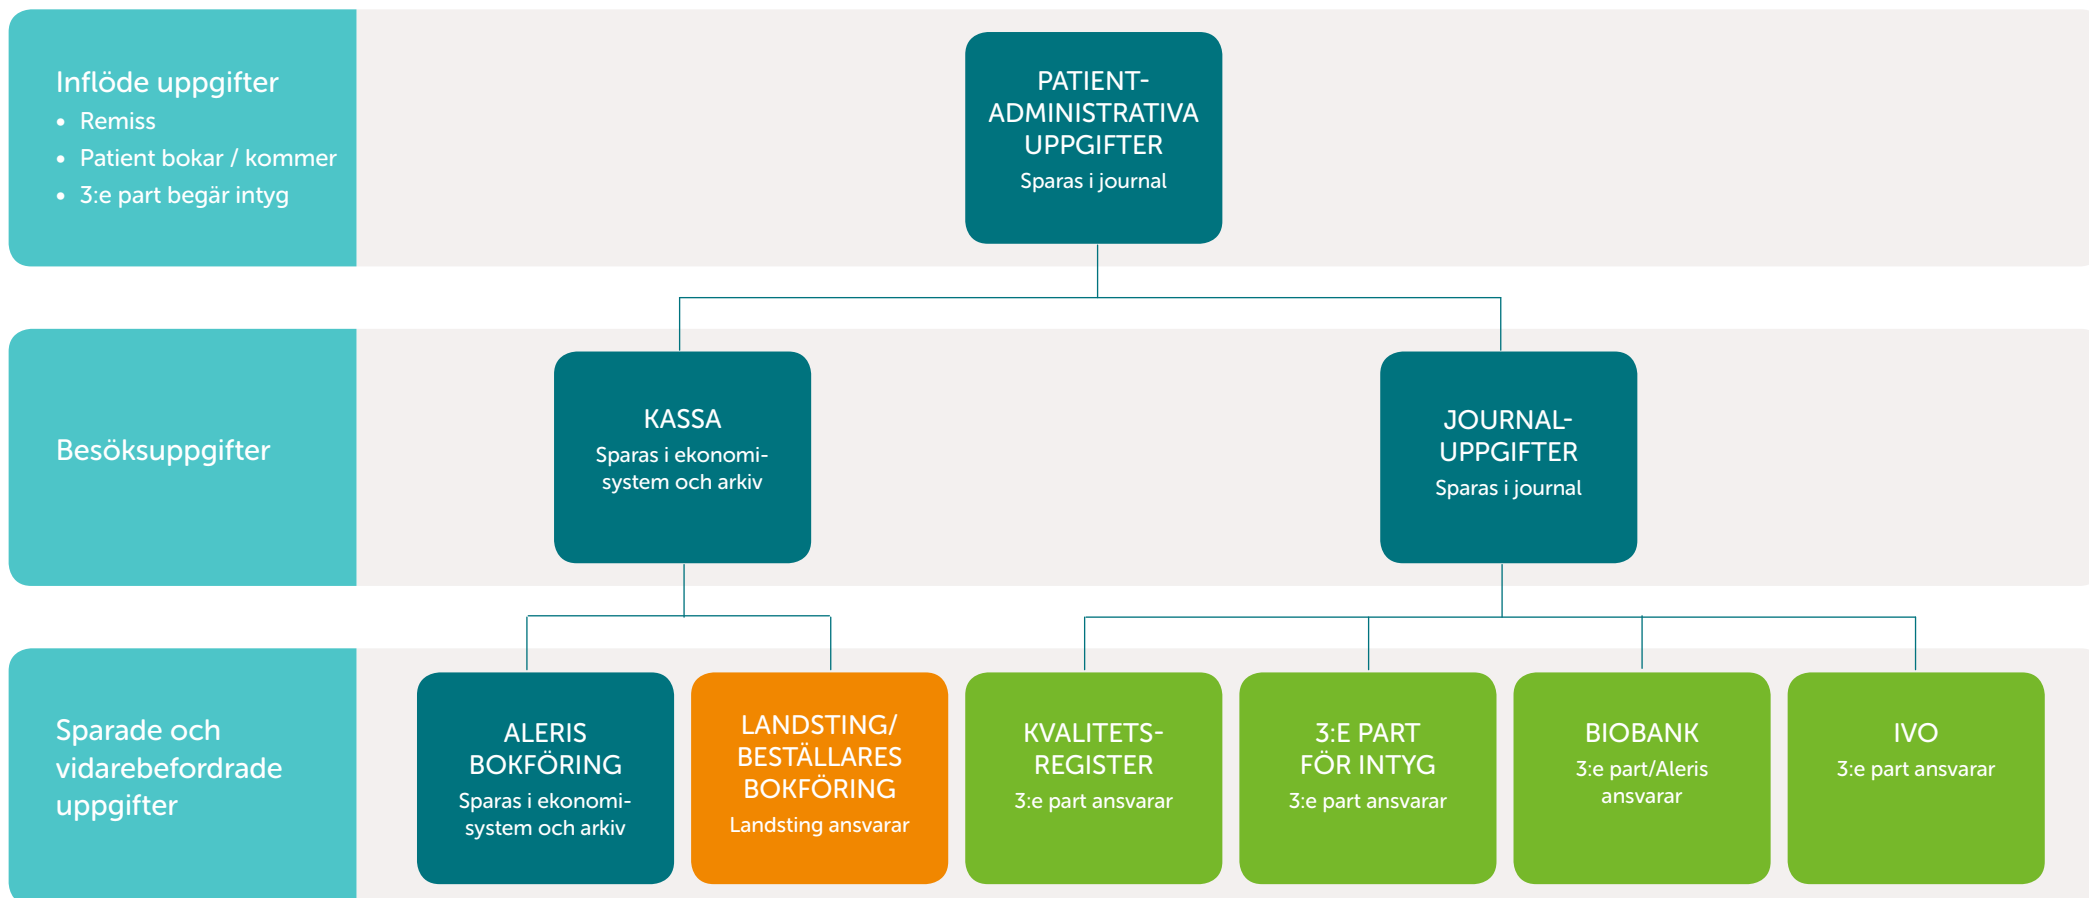 Inflöde uppgifter
• Remiss
• Patient bokar / kommer
• 3:e part begär intyg
PATIENT-
ADMINISTRATIVA
UPPGIFTER
Sparas i journal
Besöksuppgifter
KASSA
Sparas i ekonomi-
system och arkiv
JOURNAL-
UPPGIFTER
Sparas i journal
Sparade och
vidarebefordrade
uppgifter
ALERIS
BOKFÖRING
Sparas i ekonomi-
system och arkiv
LANDSTING/
BESTÄLLARES
BOKFÖRING
Landsting ansvarar
KVALITETS-
REGISTER
3:e part ansvarar
3:E PART
FÖR INTYG
3:e part ansvarar
BIOBANK
3:e part/Aleris
ansvarar
IVO
3:e part ansvarar